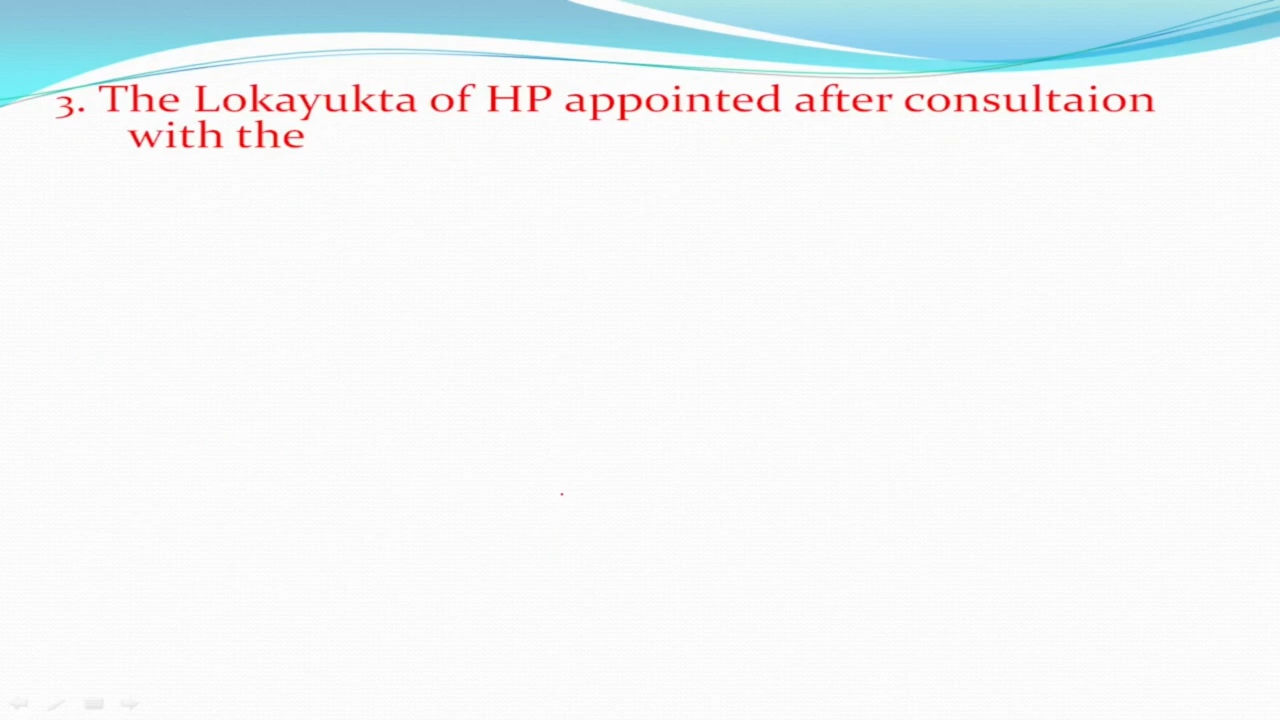 3. The Lokayukta of HP appointed after consultaion
with the